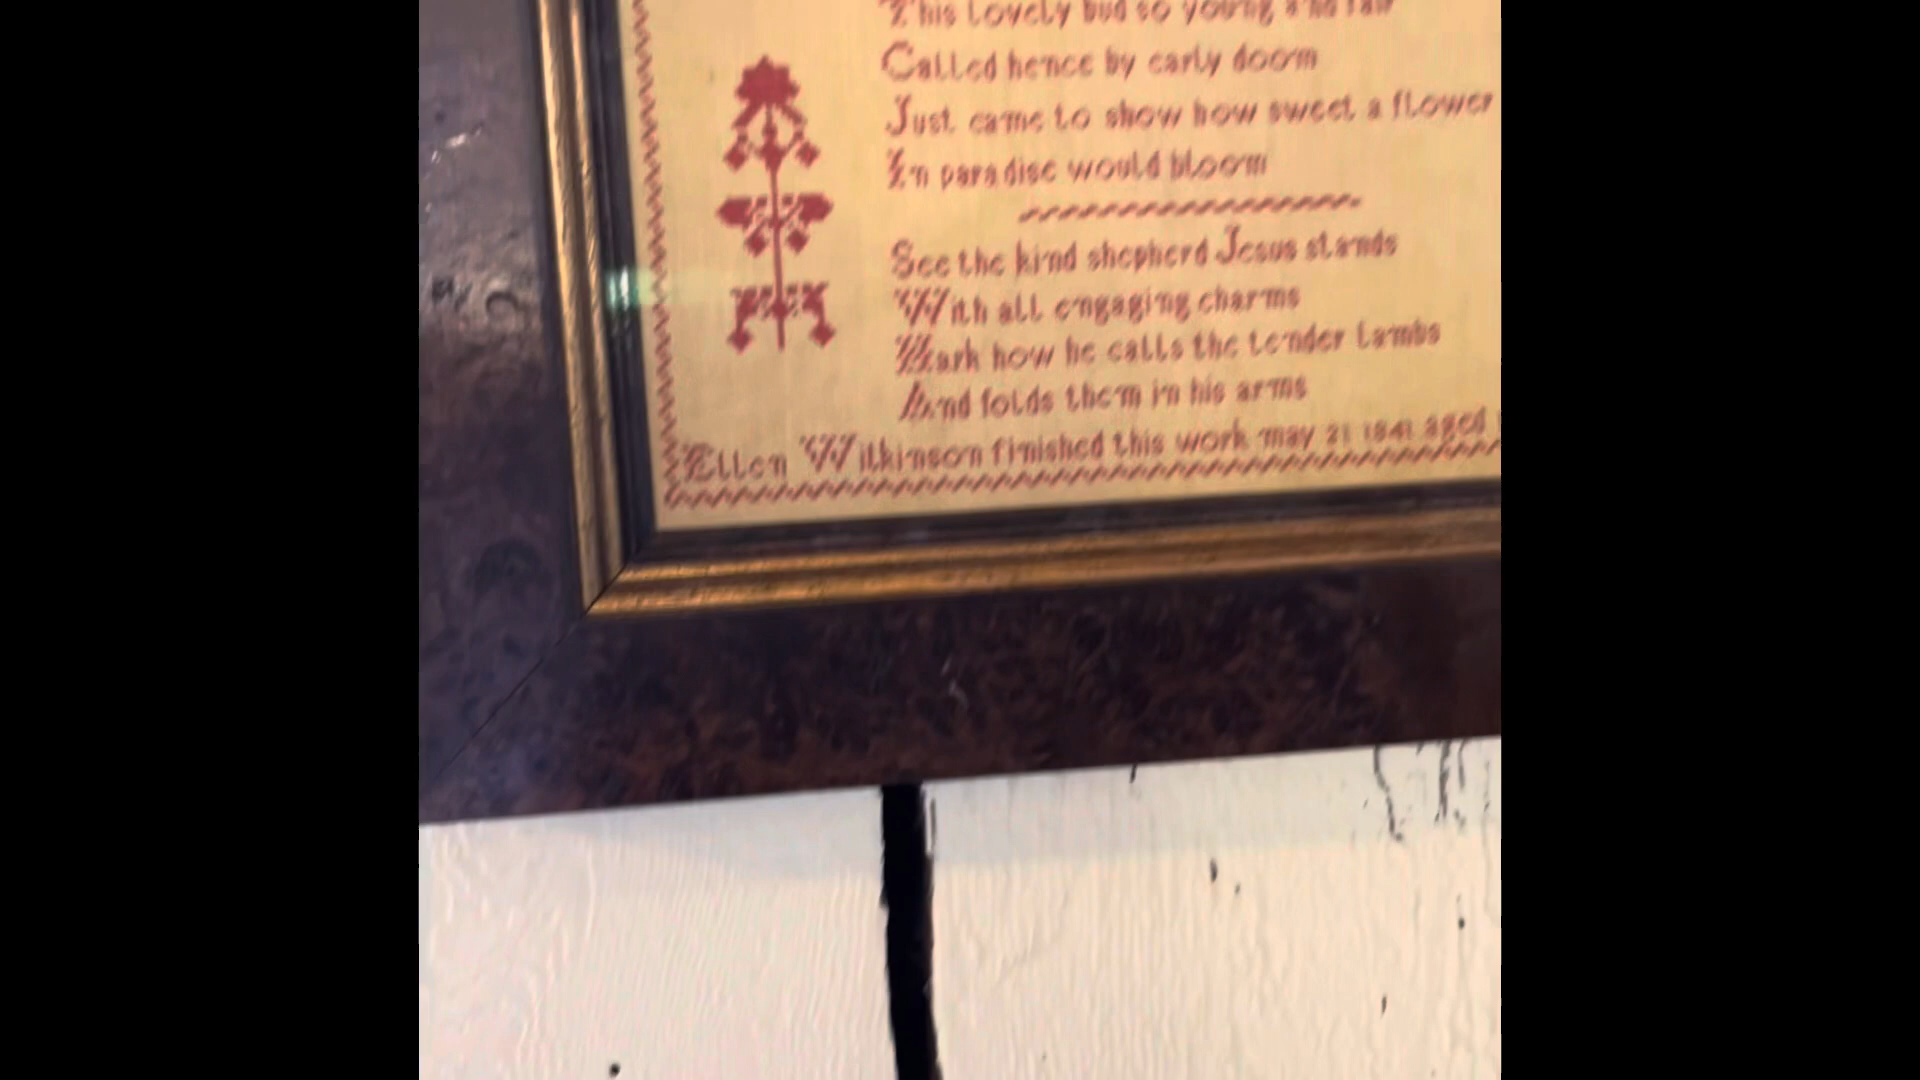 This Lovely bud so young and fair
Called hence by early doom
Just came to show how sweet a flower
In paradise would bloom
See the kind shepherd Jesus stands
With all engaging charms
Hark how he calls the tender Lambs
And folds them in his arms
Ellen Wilkinson finished this work may 21 1841 aged